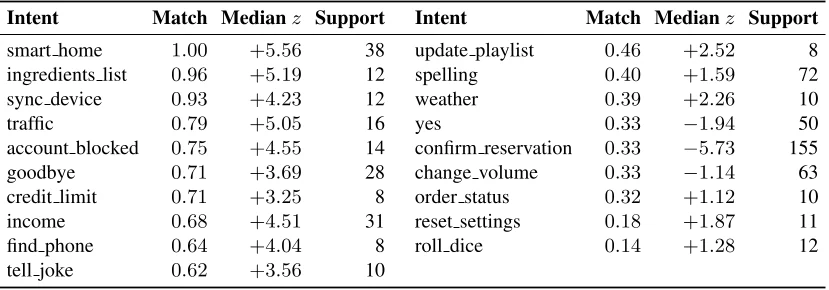 Intent Match Median z Support Intent Match Median z Support
smart_home 1.00 +5.56 38 update_playlist 0.46 +2.52 8
ingredients_list 0.96 +5.19 12 spelling 0.40 +1.59 72
sync_device 0.93 +4.23 12 weather 0.39 +2.26 10
traffic 0.79 +5.05 16 yes 0.33 −1.94 50
account_blocked 0.75 +4.55 14 confirm_reservation 0.33 −5.73 155
goodbye 0.71 +3.69 28 change_volume 0.33 −1.14 63
credit_limit 0.71 +3.25 8 order_status 0.32 +1.12 10
income 0.68 +4.51 31 reset_settings 0.18 +1.87 11
find_phone 0.64 +4.04 8 roll_dice 0.14 +1.28 12
tell_joke 0.62 +3.56 10